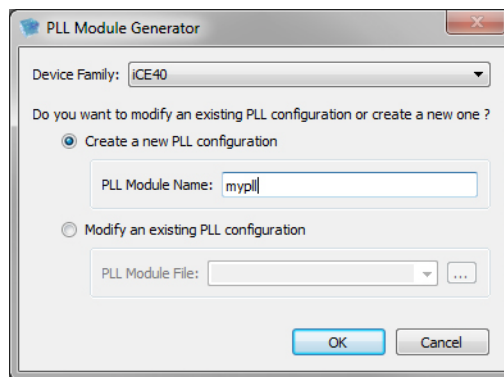 PLL Module Generator
Device Family: iCE40
Do you want to modify an existing PLL configuration or create a new one ?
Create a new PLL configuration
PLL Module Name: mypll
Modify an existing PLL configuration
PLL Module File: ...
OK Cancel